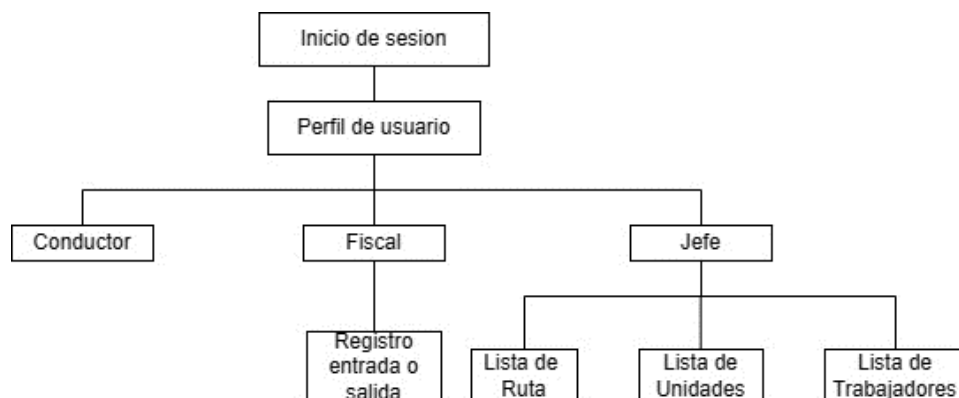 Inicio de sesion
Perfil de usuario
Conductor
Fiscal
Jefe
Registro
entrada o
salida
Lista de
Ruta
Lista de
Unidades
Lista de
Trabajadores